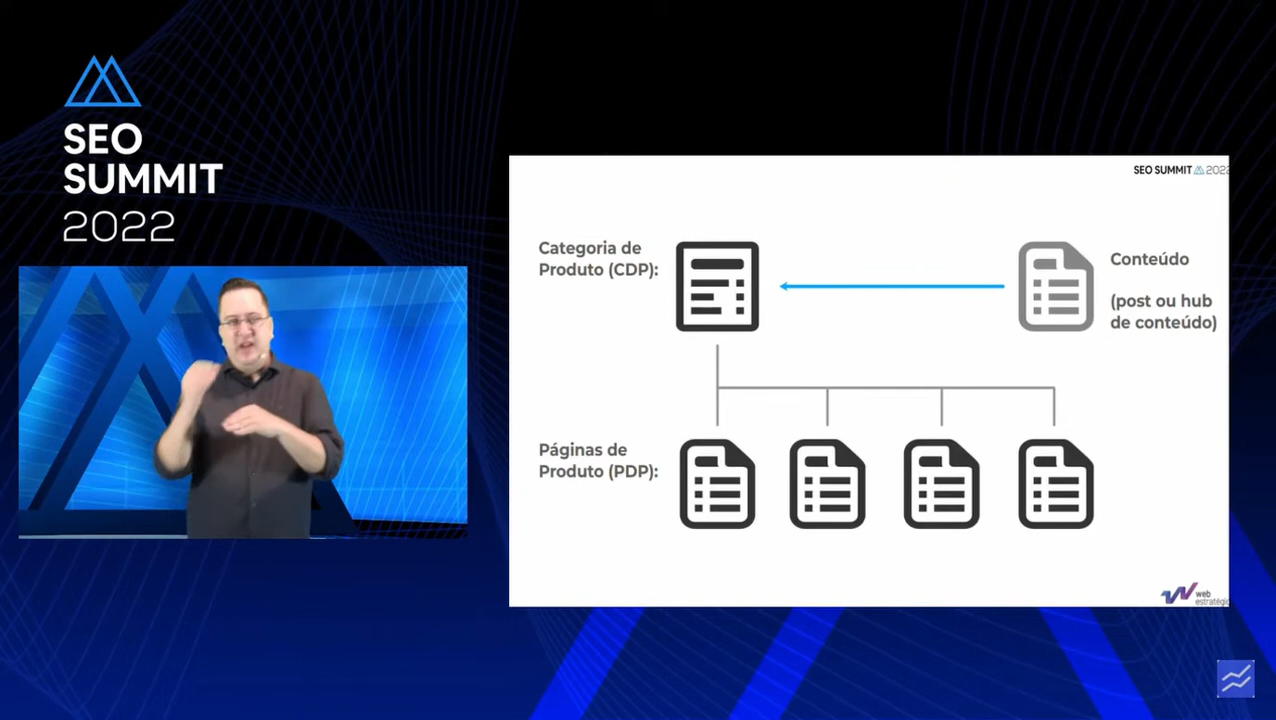 SEO
SUMMIT
2022
SEO SUMMIT 2022
Categoria de
Produto (CDP):
Conteúdo
(post ou hub
de conteúdo)
Páginas de
Produto (PDP):
web
estratégic